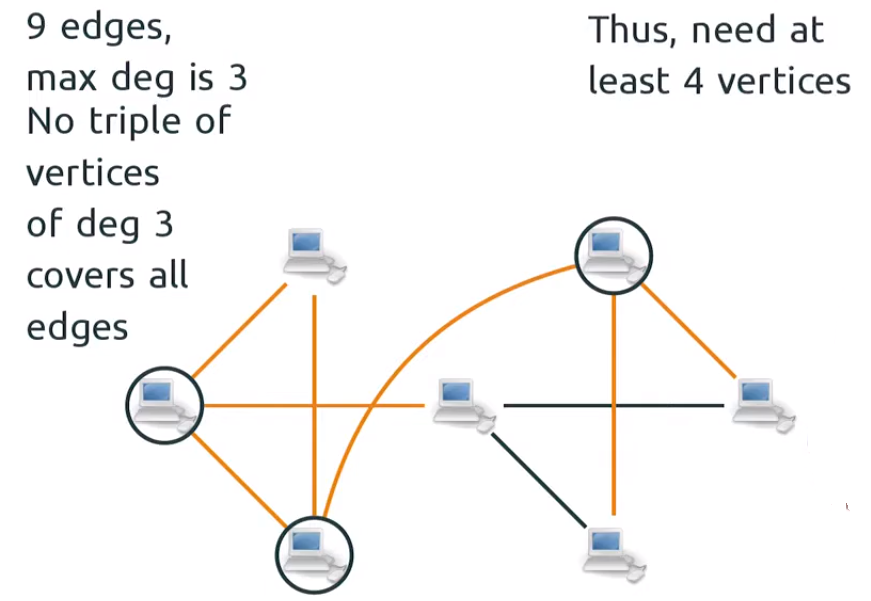 9 edges,
max deg is 3
No triple of
vertices
of deg 3
covers all
edges
Thus, need at
least 4 vertices